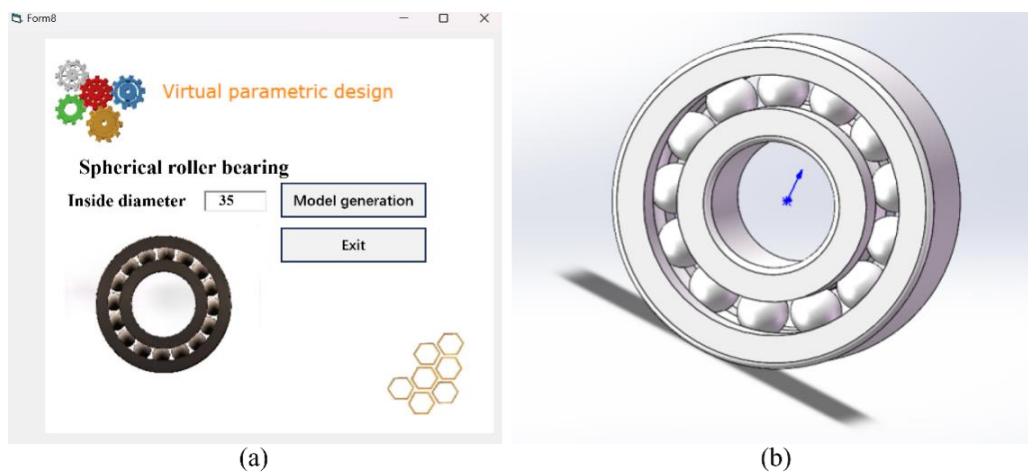 Form8
Virtual parametric design
Spherical roller bearing
Inside diameter 35 Model generation
Exit
(a) (b)